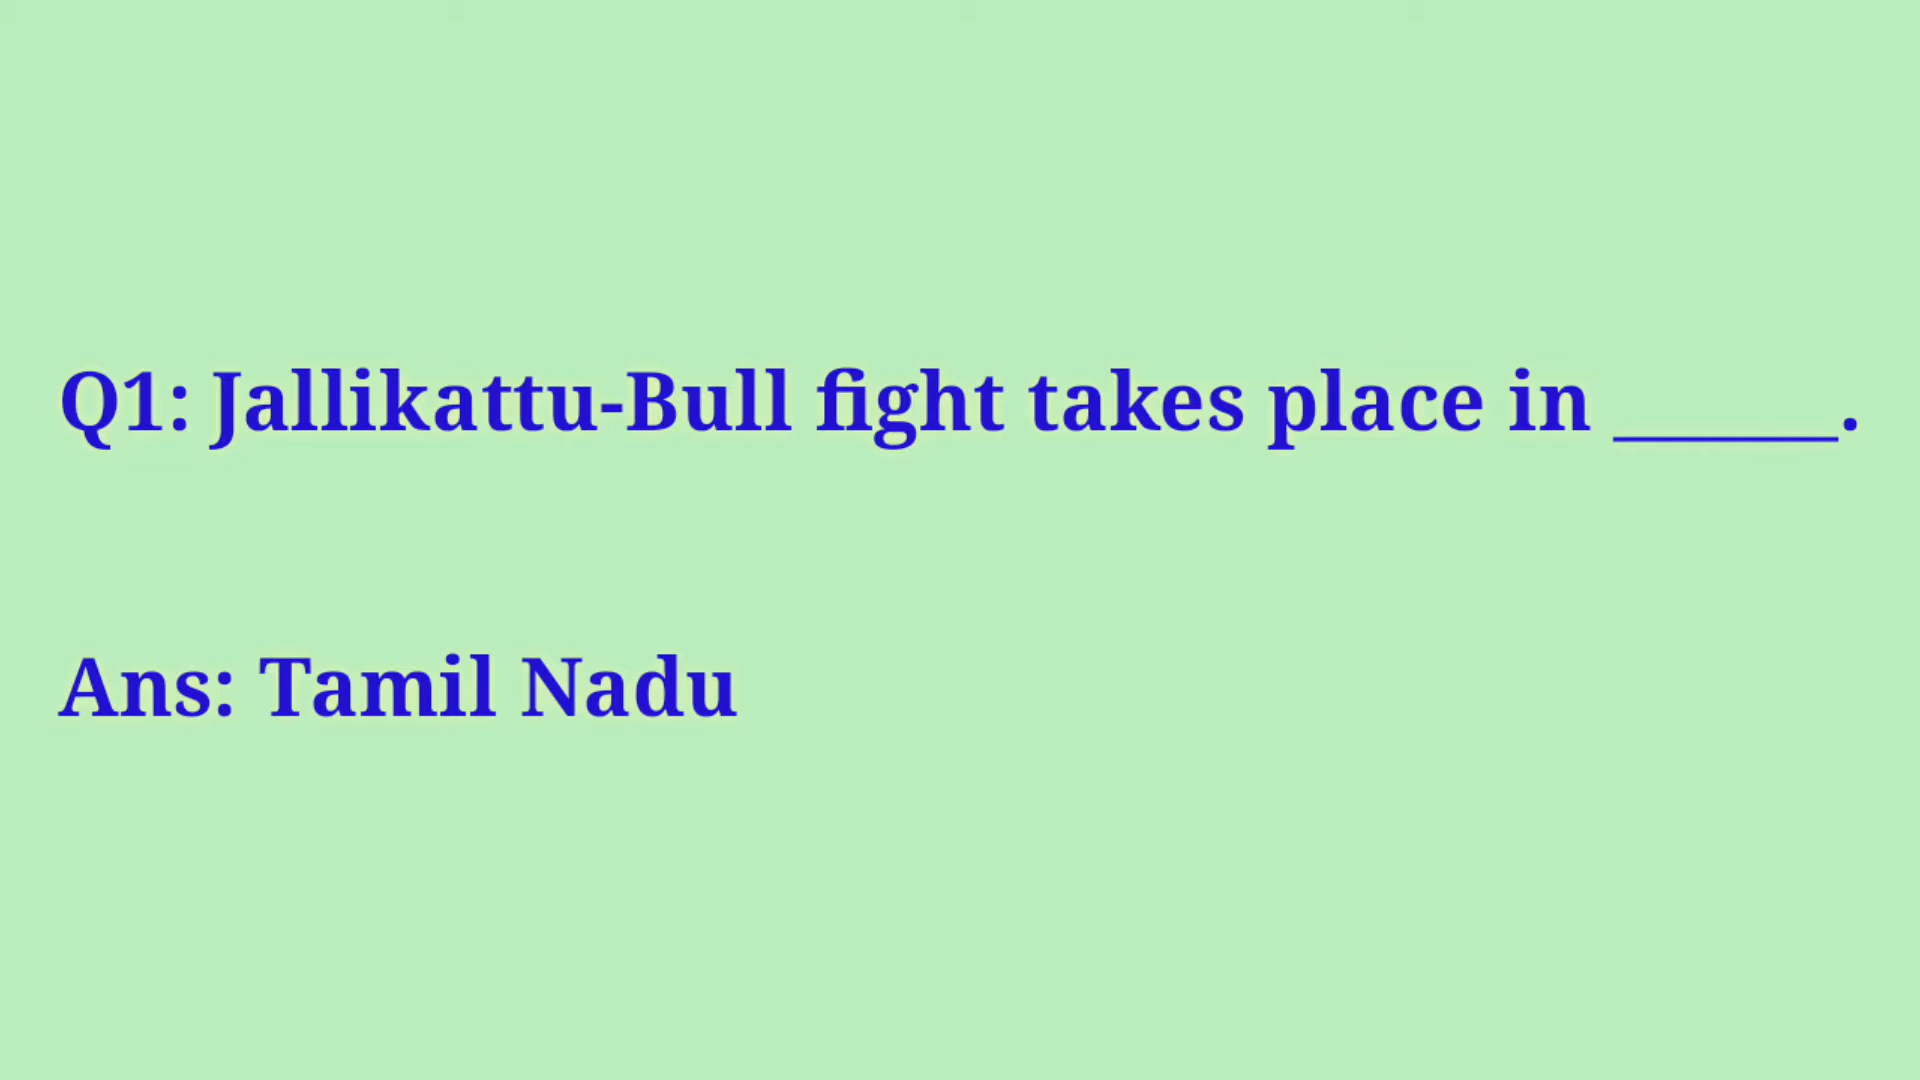 Q1: Jallikattu-Bull fight takes place in ______.
Ans: Tamil Nadu